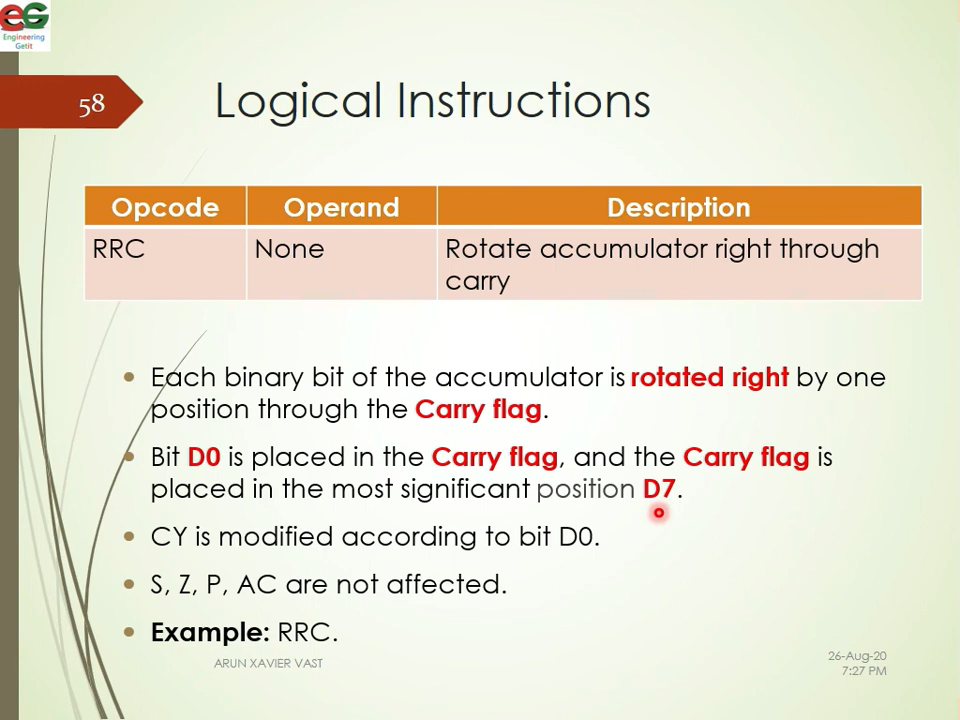 EG
Engineering
Getit
58
Logical Instructions
Opcode Operand Description
RRC None Rotate accumulator right through
carry
• Each binary bit of the accumulator is rotated right by one
position through the Carry flag.
• Bit D0 is placed in the Carry flag, and the Carry flag is
placed in the most significant position D7.
• CY is modified according to bit D0.
• S, Z, P, AC are not affected.
• Example: RRC.
ARUN XAVIER VAST
26-Aug-20
7:27 PM